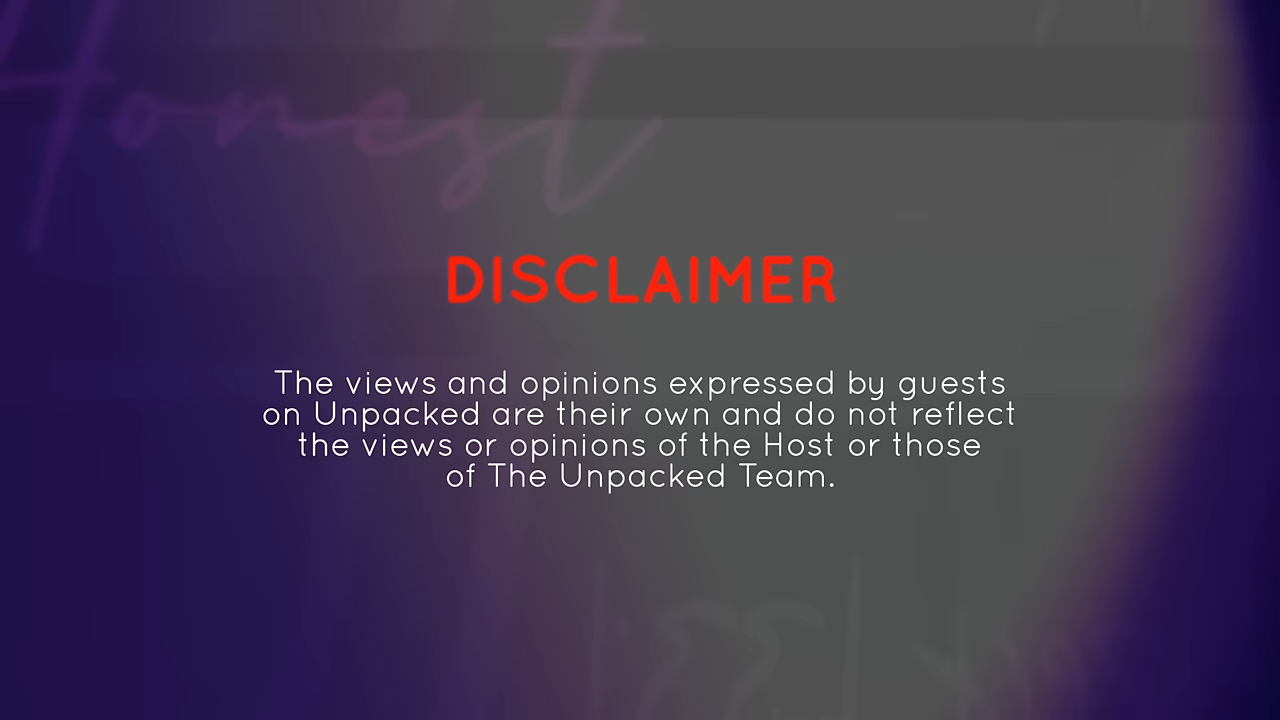 Honest
DISCLAIMER
The views and opinions expressed by guests
on Unpacked are their own and do not reflect
the views or opinions of the Host or those
of The Unpacked Team.